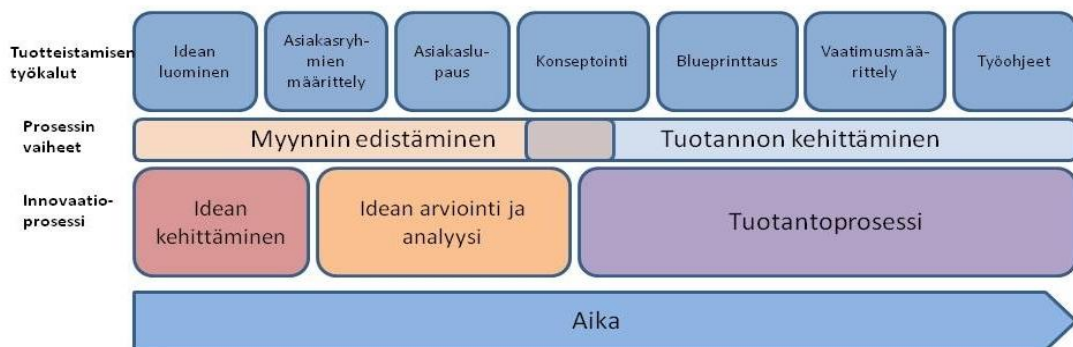 Tuotteistamisen
työkalut
Idean
luominen
Asiakasryh-
mien
määrittely
Asiakaslu-
paus
Konseptointi
Blueprinttaus
Vaatimusmää-
rittely
Työohjeet
Prosessin
vaiheet
Myynnin edistäminen
Tuotannon kehittäminen
Innovaatio-
prosessi
Idean
kehittäminen
Idean arviointi ja
analyysi
Tuotantoprosessi
Aika